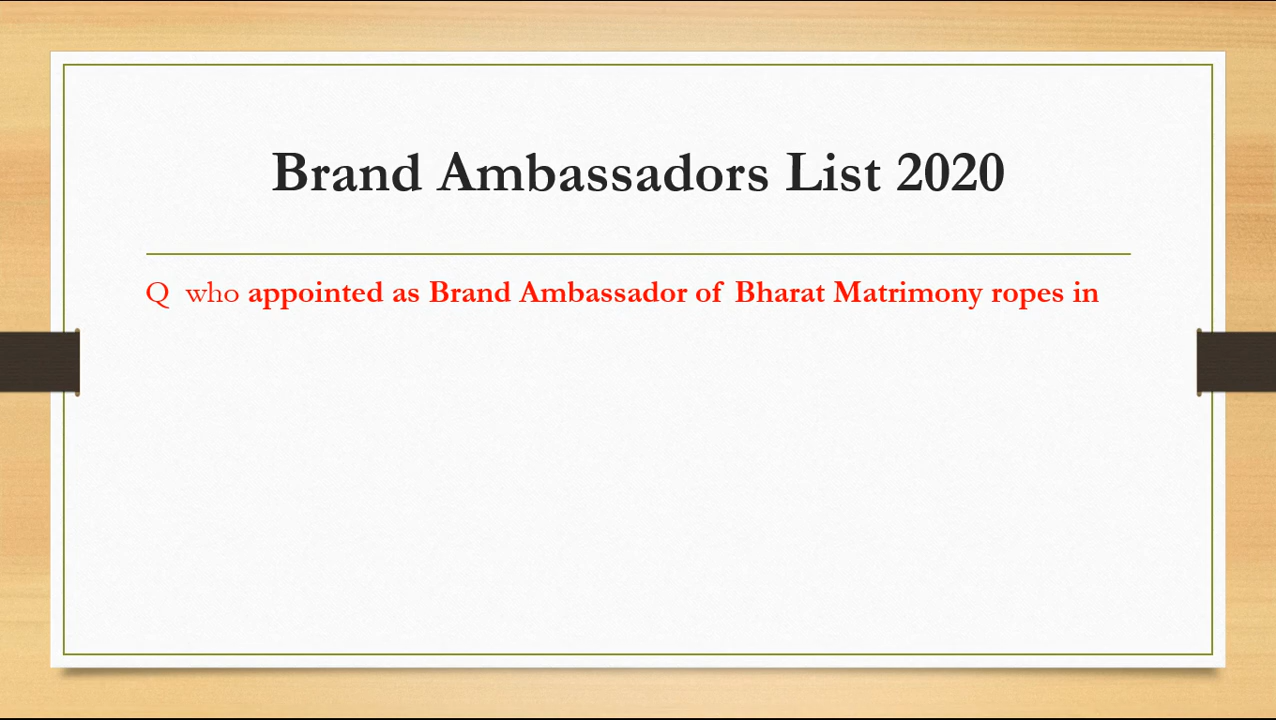 Brand Ambassadors List 2020
Q who appointed as Brand Ambassador of Bharat Matrimony ropes in